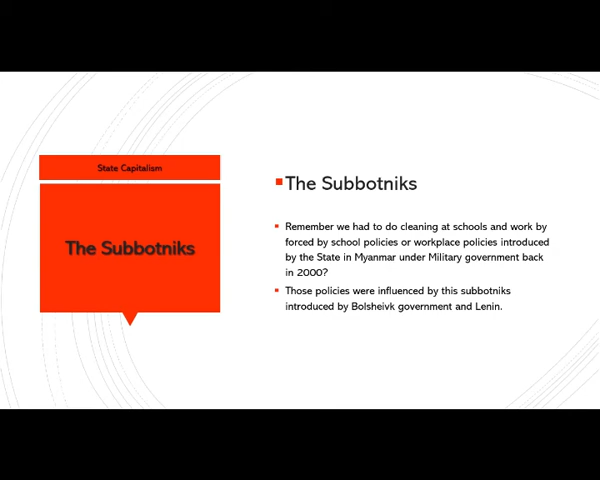 State Capitalism
The Subbotniks
The Subbotniks
Remember we had to do cleaning at schools and work by
forced by school policies or workplace policies introduced
by the State in Myanmar under Military government back
in 2000?
Those policies were influenced by this subbotniks
introduced by Bolsheivk government and Lenin.